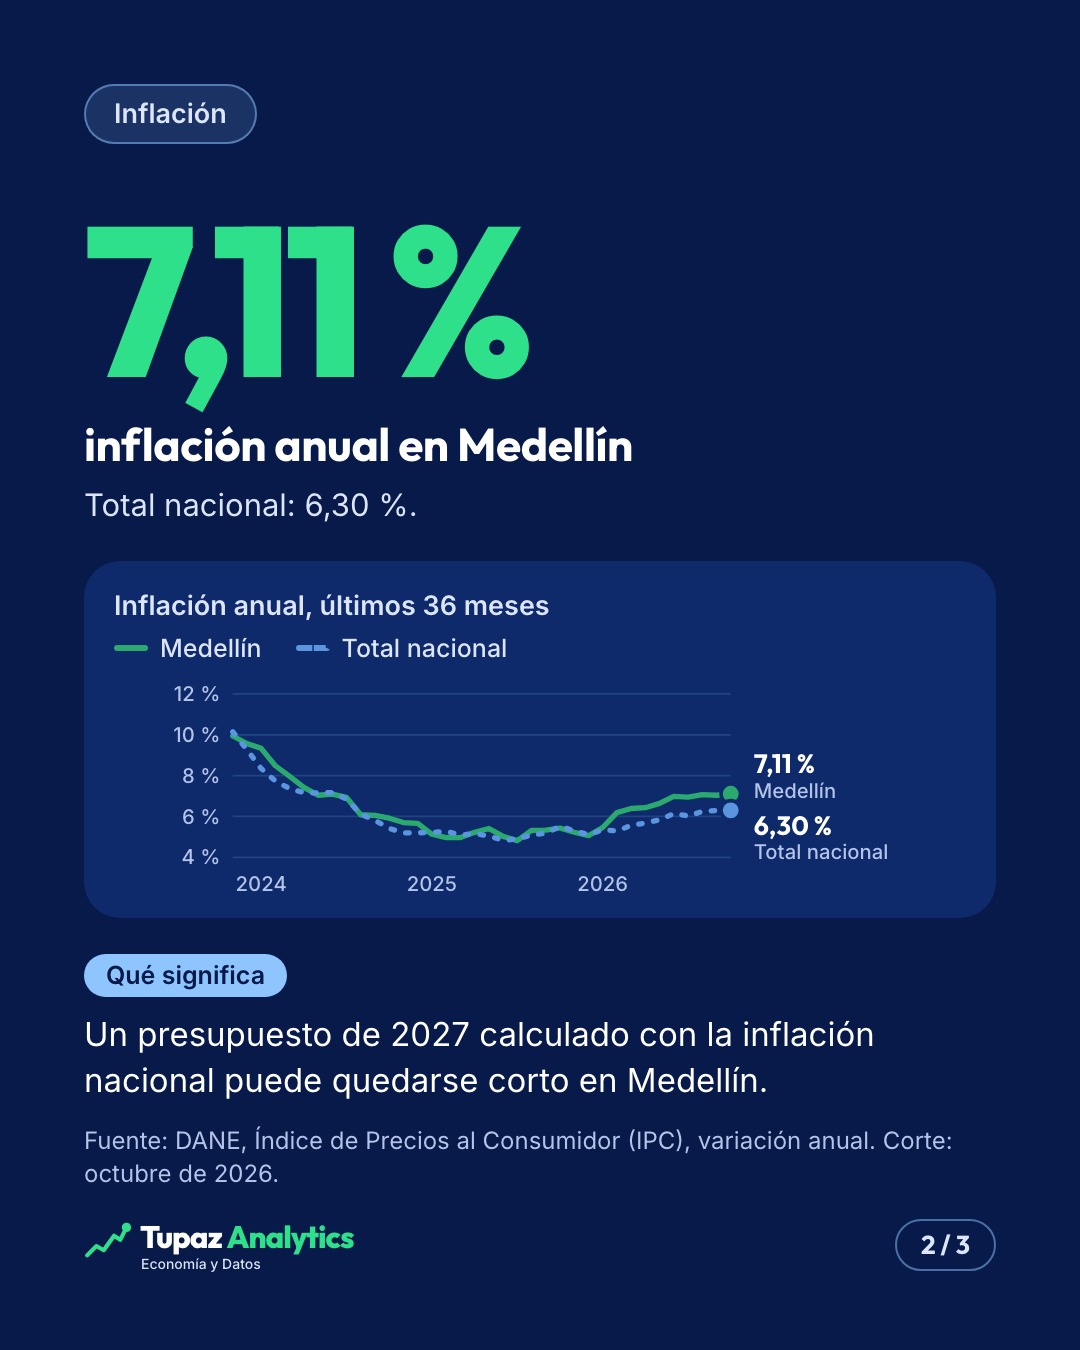 Inflación
7,11 %
inflación anual en Medellín
Total nacional: 6,30 %.
Inflación anual, últimos 36 meses
Medellín
Total nacional
12 %
10 %
8 %
6 %
4 %
2024
2025
2026
7,11 %
Medellín
6,30 %
Total nacional
Qué significa
Un presupuesto de 2027 calculado con la inflación
nacional puede quedarse corto en Medellín.
Fuente: DANE, Índice de Precios al Consumidor (IPC), variación anual. Corte:
octubre de 2026.
Tupaz Analytics
Economía y Datos
2 / 3